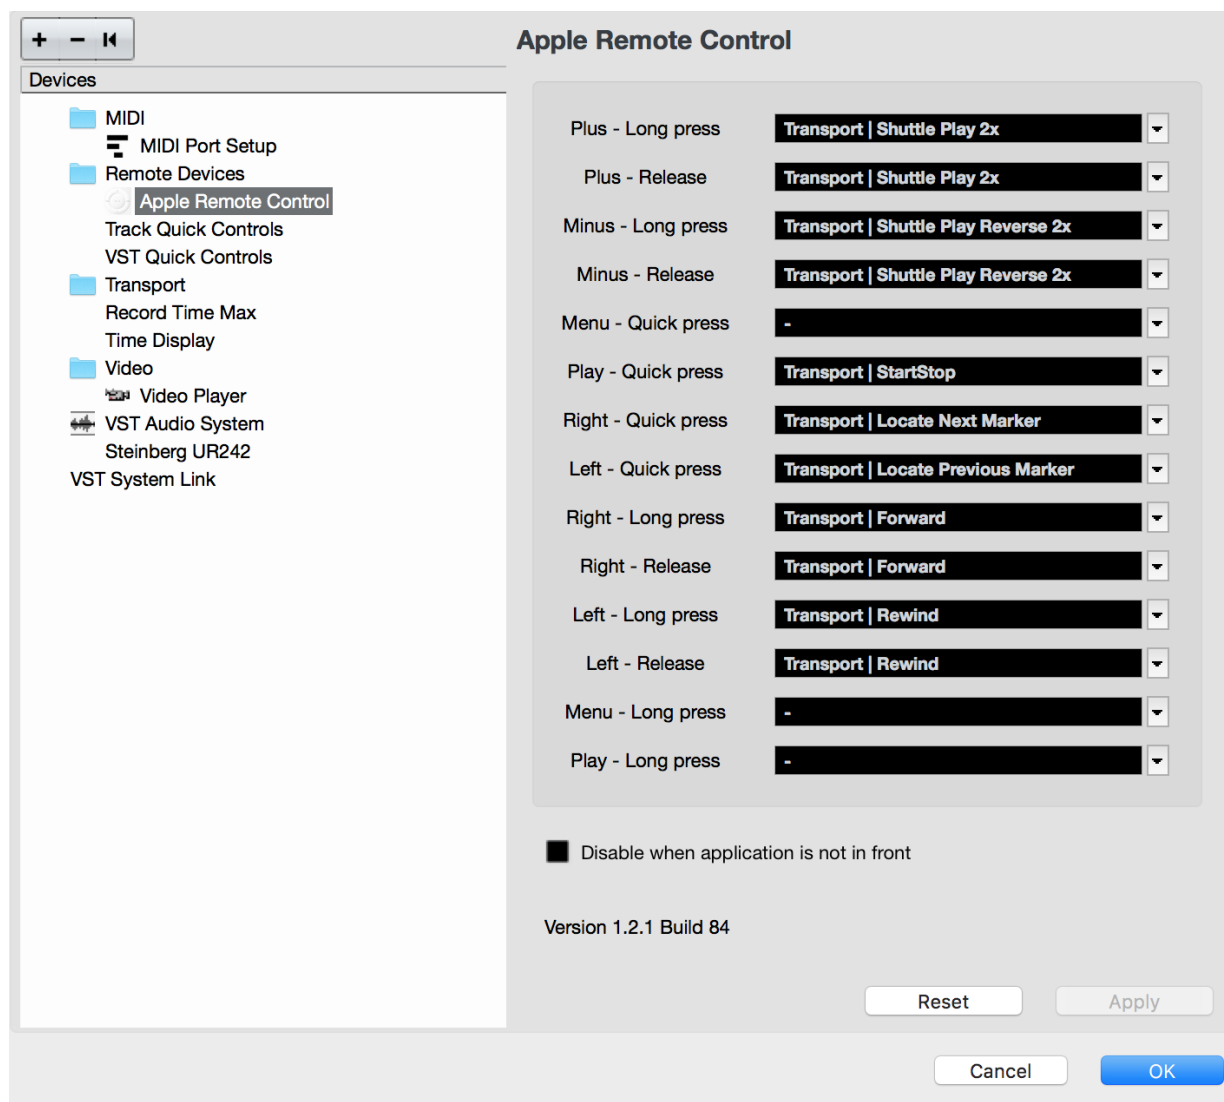 Apple Remote Control
Devices
MIDI
MIDI Port Setup
Remote Devices
Apple Remote Control
Track Quick Controls
VST Quick Controls
Transport
Record Time Max
Time Display
Video
Video Player
VST Audio System
Steinberg UR242
VST System Link
Plus - Long press Transport | Shuttle Play 2x
Plus - Release Transport | Shuttle Play 2x
Minus - Long press Transport | Shuttle Play Reverse 2x
Minus - Release Transport | Shuttle Play Reverse 2x
Menu - Quick press -
Play - Quick press Transport | StartStop
Right - Quick press Transport | Locate Next Marker
Left - Quick press Transport | Locate Previous Marker
Right - Long press Transport | Forward
Right - Release Transport | Forward
Left - Long press Transport | Rewind
Left - Release Transport | Rewind
Menu - Long press -
Play - Long press -
Disable when application is not in front
Version 1.2.1 Build 84
Reset Apply
Cancel OK